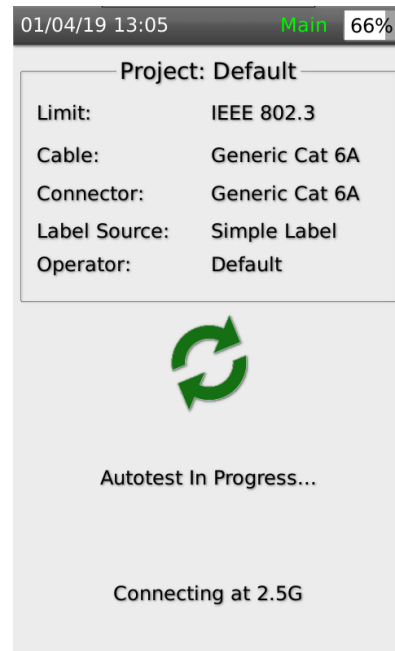 01/04/19 13:05 Main 66%
Project: Default
Limit: IEEE 802.3
Cable: Generic Cat 6A
Connector: Generic Cat 6A
Label Source: Simple Label
Operator: Default
Autotest In Progress...
Connecting at 2.5G